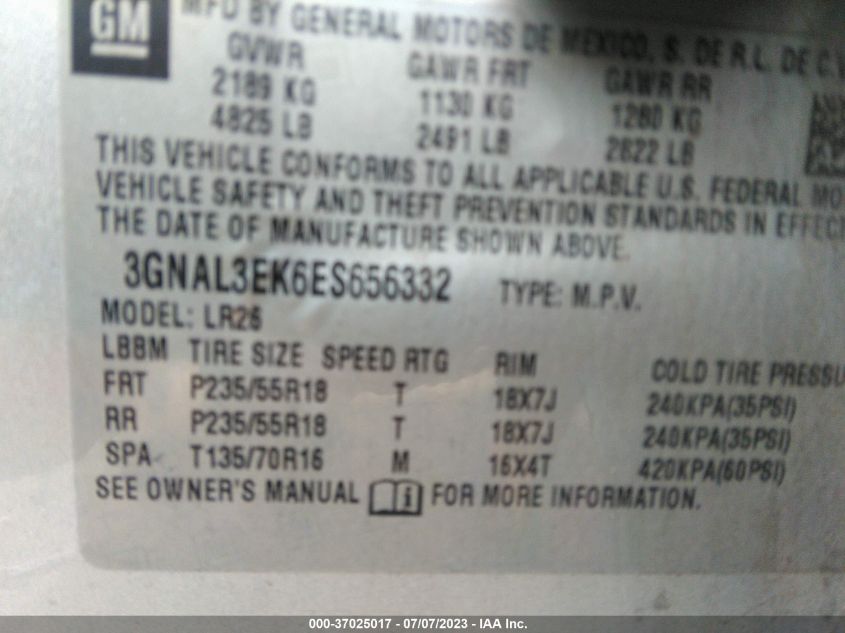 GM
MFD BY GENERAL MOTORS DE MEXICO, S. DE R.L. DE C.V
GVWR GAWR FRT GAWR RR
2189 KG 1130 KG 1280 KG
4825 LB 2491 LB 2822 LB
THIS VEHICLE CONFORMS TO ALL APPLICABLE U.S. FEDERAL MO
VEHICLE SAFETY AND THEFT PREVENTION STANDARDS IN EFFEC
THE DATE OF MANUFACTURE SHOWN ABOVE.
3GNAL3EK6ES656332 TYPE: M.P.V.
MODEL: LR26
LBBM TIRE SIZE SPEED RTG RIM COLD TIRE PRESSU
FRT P235/55R18 T 18X7J 240KPA(35PSI)
RR P235/55R18 T 18X7J 240KPA(35PSI)
SPA T135/70R16 M 16X4T 420KPA(60PSI)
SEE OWNER'S MANUAL i FOR MORE INFORMATION.
000-37025017 - 07/07/2023 - IAA Inc.